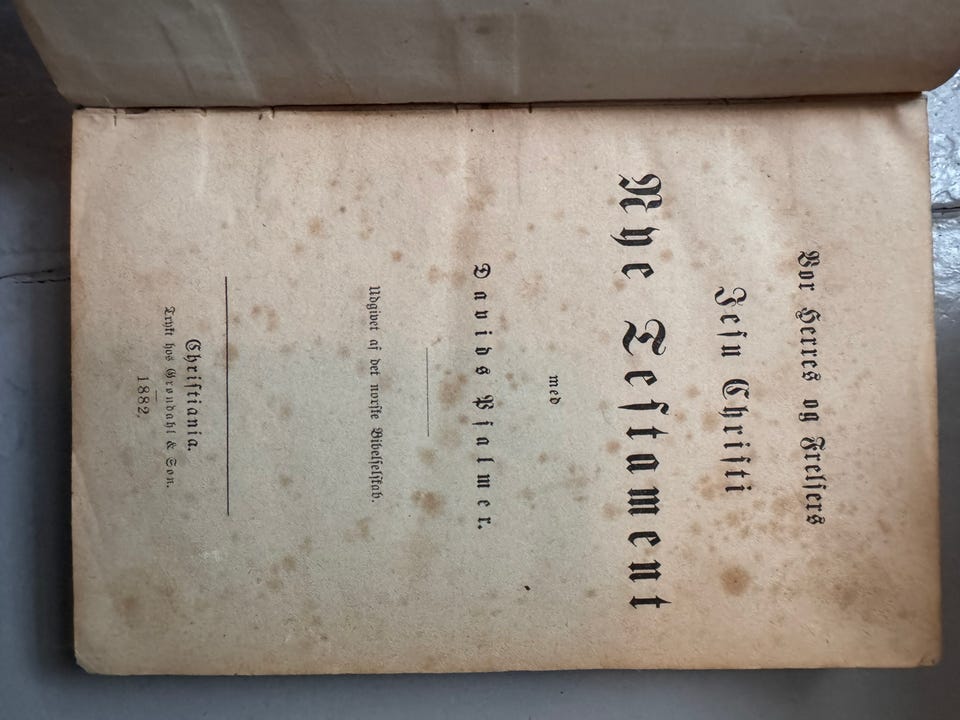 Vor Herres og Frelsers
Jesu Christi
Nye Testament
med
Davids Psalmer.
Udgivet af det norske Bibelselskab.
Christiania.
Trykt hos Grøndahl & Søn.
1882.